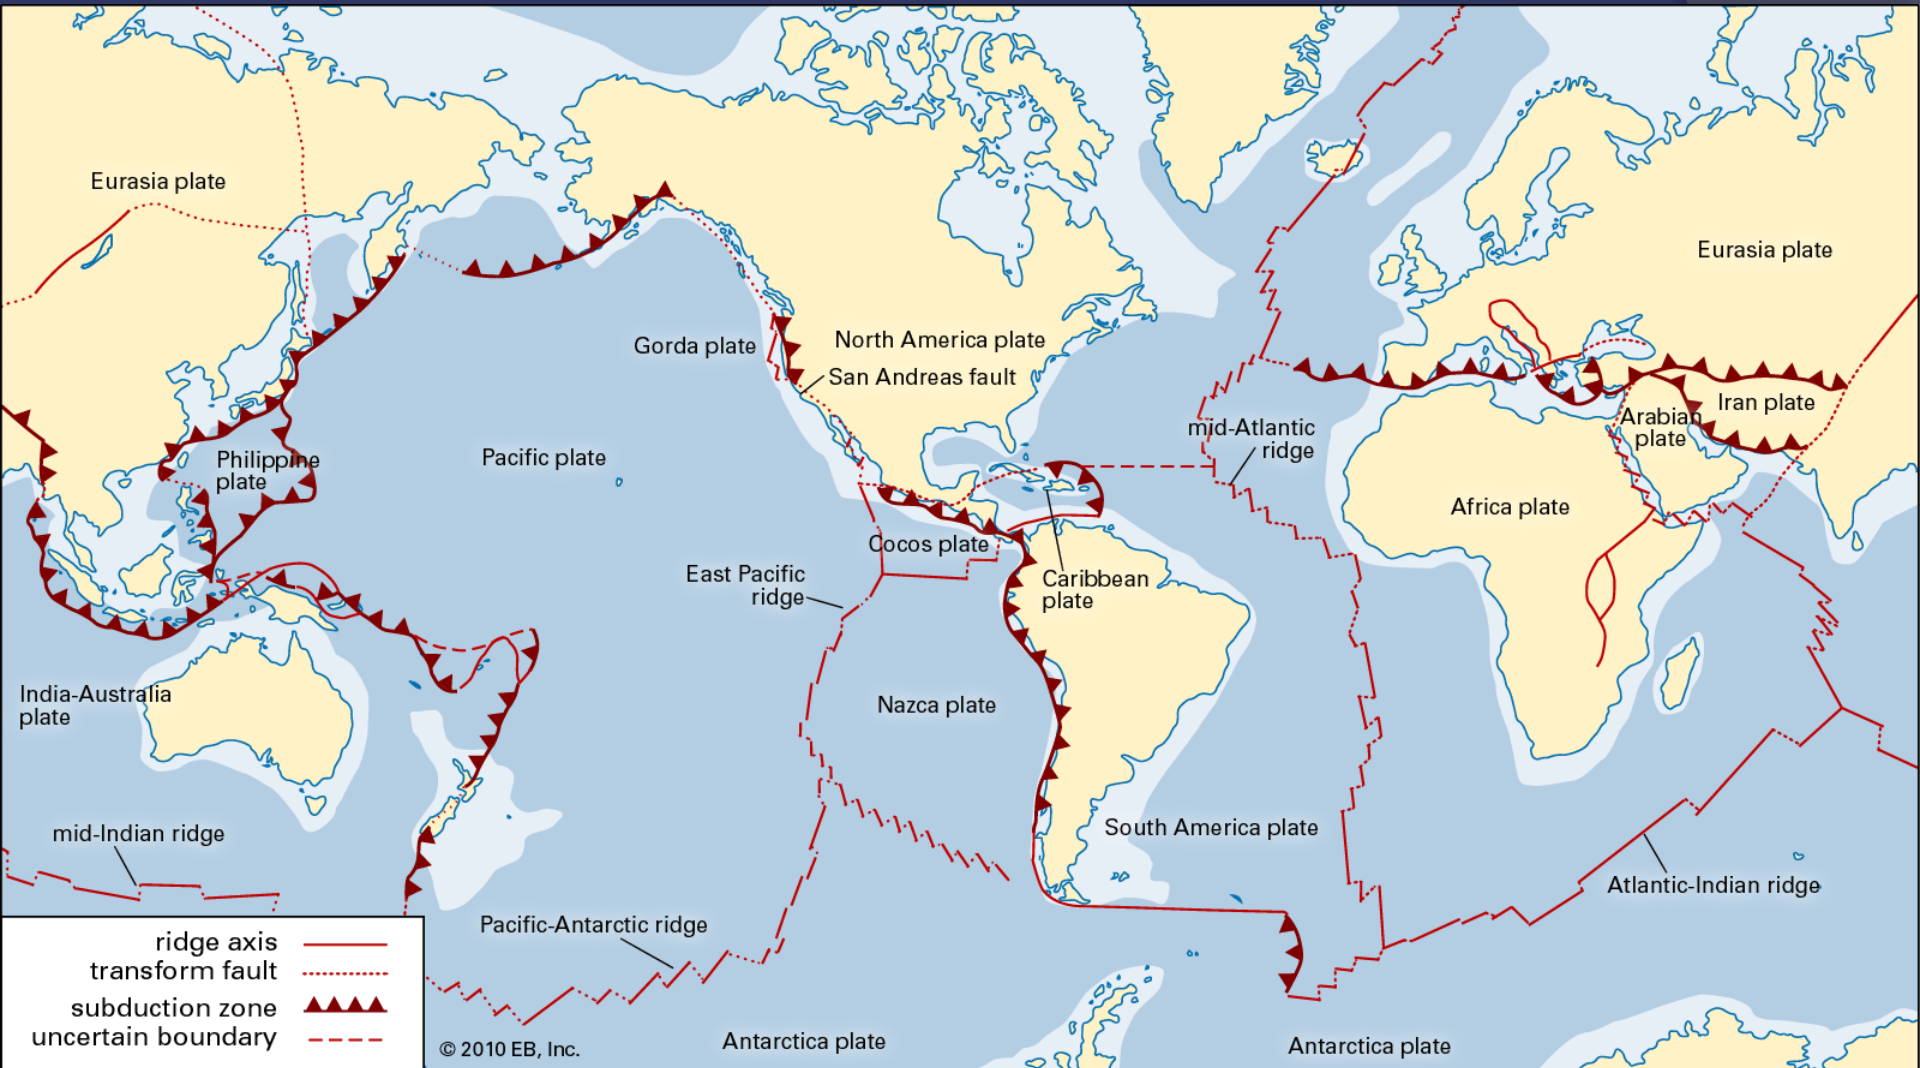 Eurasia plate
Eurasia plate
Gorda plate
North America plate
San Andreas fault
Iran plate
Arabian
plate
mid-Atlantic
ridge
Philippine
plate
Pacific plate
Africa plate
Cocos plate
East Pacific
ridge
Caribbean
plate
India-Australia
plate
Nazca plate
mid-Indian ridge
South America plate
Atlantic-Indian ridge
Pacific-Antarctic ridge
ridge axis
transform fault
subduction zone
uncertain boundary
© 2010 EB, Inc.
Antarctica plate
Antarctica plate